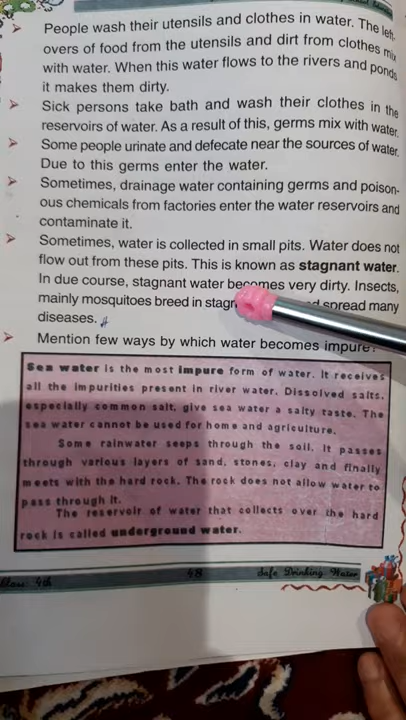 ➤ People wash their utensils and clothes in water. The left
overs of food from the utensils and dirt from clothes mix
with water. When this water flows to the rivers and ponds
it makes them dirty.
➤ Sick persons take bath and wash their clothes in the
reservoirs of water. As a result of this, germs mix with water.
➤ Some people urinate and defecate near the sources of water.
Due to this germs enter the water.
➤ Sometimes, drainage water containing germs and poison-
ous chemicals from factories enter the water reservoirs and
contaminate it.
➤ Sometimes, water is collected in small pits. Water does not
flow out from these pits. This is known as stagnant water.
In due course, stagnant water becomes very dirty. Insects,
mainly mosquitoes breed in stagn spread many
diseases.
➤ Mention few ways by which water becomes impure?
Sea water is the most impure form of water. It receives
all the impurities present in river water. Dissolved salts,
especially common salt, give sea water a salty taste. The
sea water cannot be used for home and agriculture.
Some rainwater seeps through the soil. It passes
through various layers of sand, stones, clay and finally
meets with the hard rock. The rock does not allow water to
pass through it.
The reservoir of water that collects over the hard
rock is called underground water.
Class: 4th 48 Safe Drinking Water